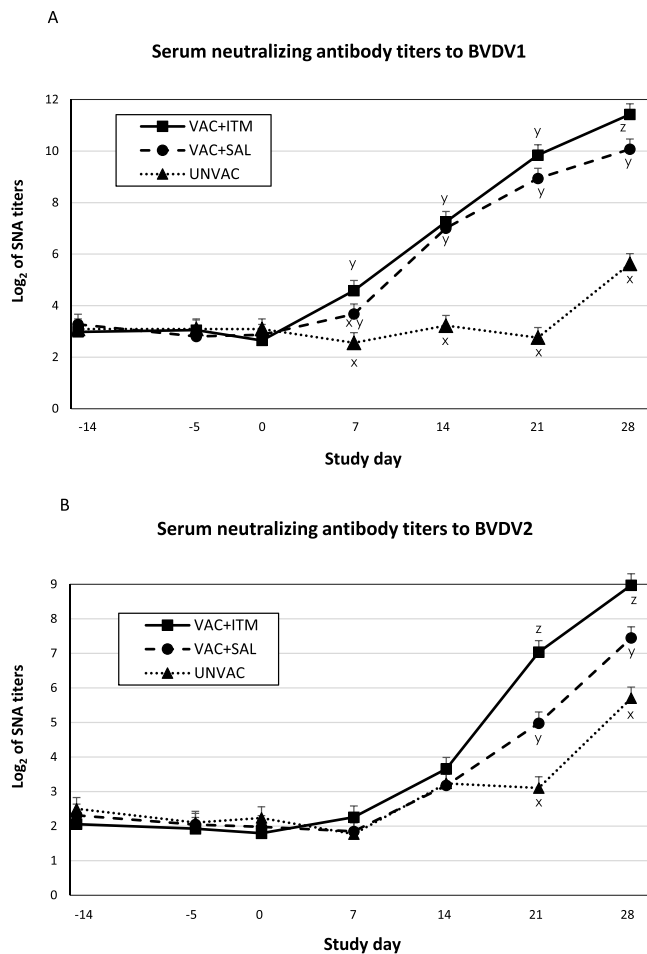 A
Serum neutralizing antibody titers to BVDV1
12
10
8
6
4
2
0
Log2 of SNA titers
VAC+ITM
VAC+SAL
UNVAC
y
x y
x
y
y
x
y
y
x
z
y
x
-14 -5 0 7 14 21 28
Study day
B
Serum neutralizing antibody titers to BVDV2
9
8
7
6
5
4
3
2
1
0
Log2 of SNA titers
VAC+ITM
VAC+SAL
UNVAC
z
y
x
z
y
x
-14 -5 0 7 14 21 28
Study day